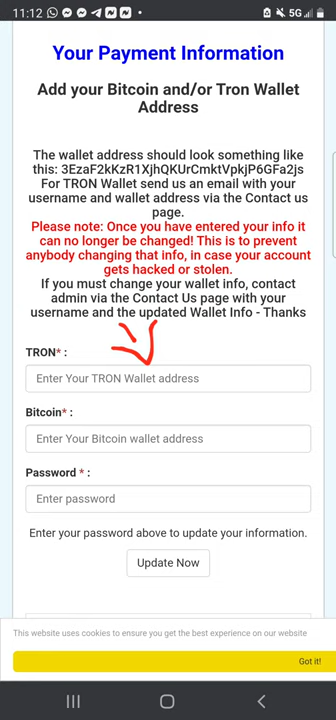 11:12
5G
Your Payment Information
Add your Bitcoin and/or Tron Wallet
Address
The wallet address should look something like
this: 3EzaF2kKzR1XjhQKUrCmktVpkjP6GFa2js
For TRON Wallet send us an email with your
username and wallet address via the Contact us
page.
Please note: Once you have entered your info it
can no longer be changed! This is to prevent
anybody changing that info, in case your account
gets hacked or stolen.
If you must change your wallet info, contact
admin via the Contact Us page with your
username and the updated Wallet Info - Thanks
TRON* :
Enter Your TRON Wallet address
Bitcoin* :
Enter Your Bitcoin wallet address
Password * :
Enter password
Enter your password above to update your information.
Update Now
This website uses cookies to ensure you get the best experience on our website
Got it!